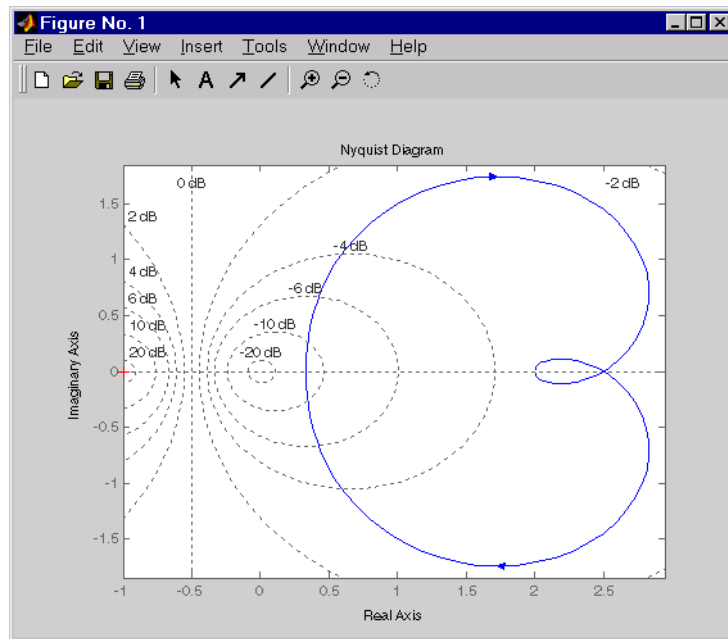 Figure No. 1
File Edit View Insert Tools Window Help
A
Nyquist Diagram
0 dB
-2 dB
2 dB
-4 dB
4 dB
-6 dB
6 dB
-10 dB
10 dB
-20 dB
20 dB
1.5
1
0.5
0
-0.5
-1
-1.5
Imaginary Axis
-1 -0.5 0 0.5 1 1.5 2 2.5
Real Axis